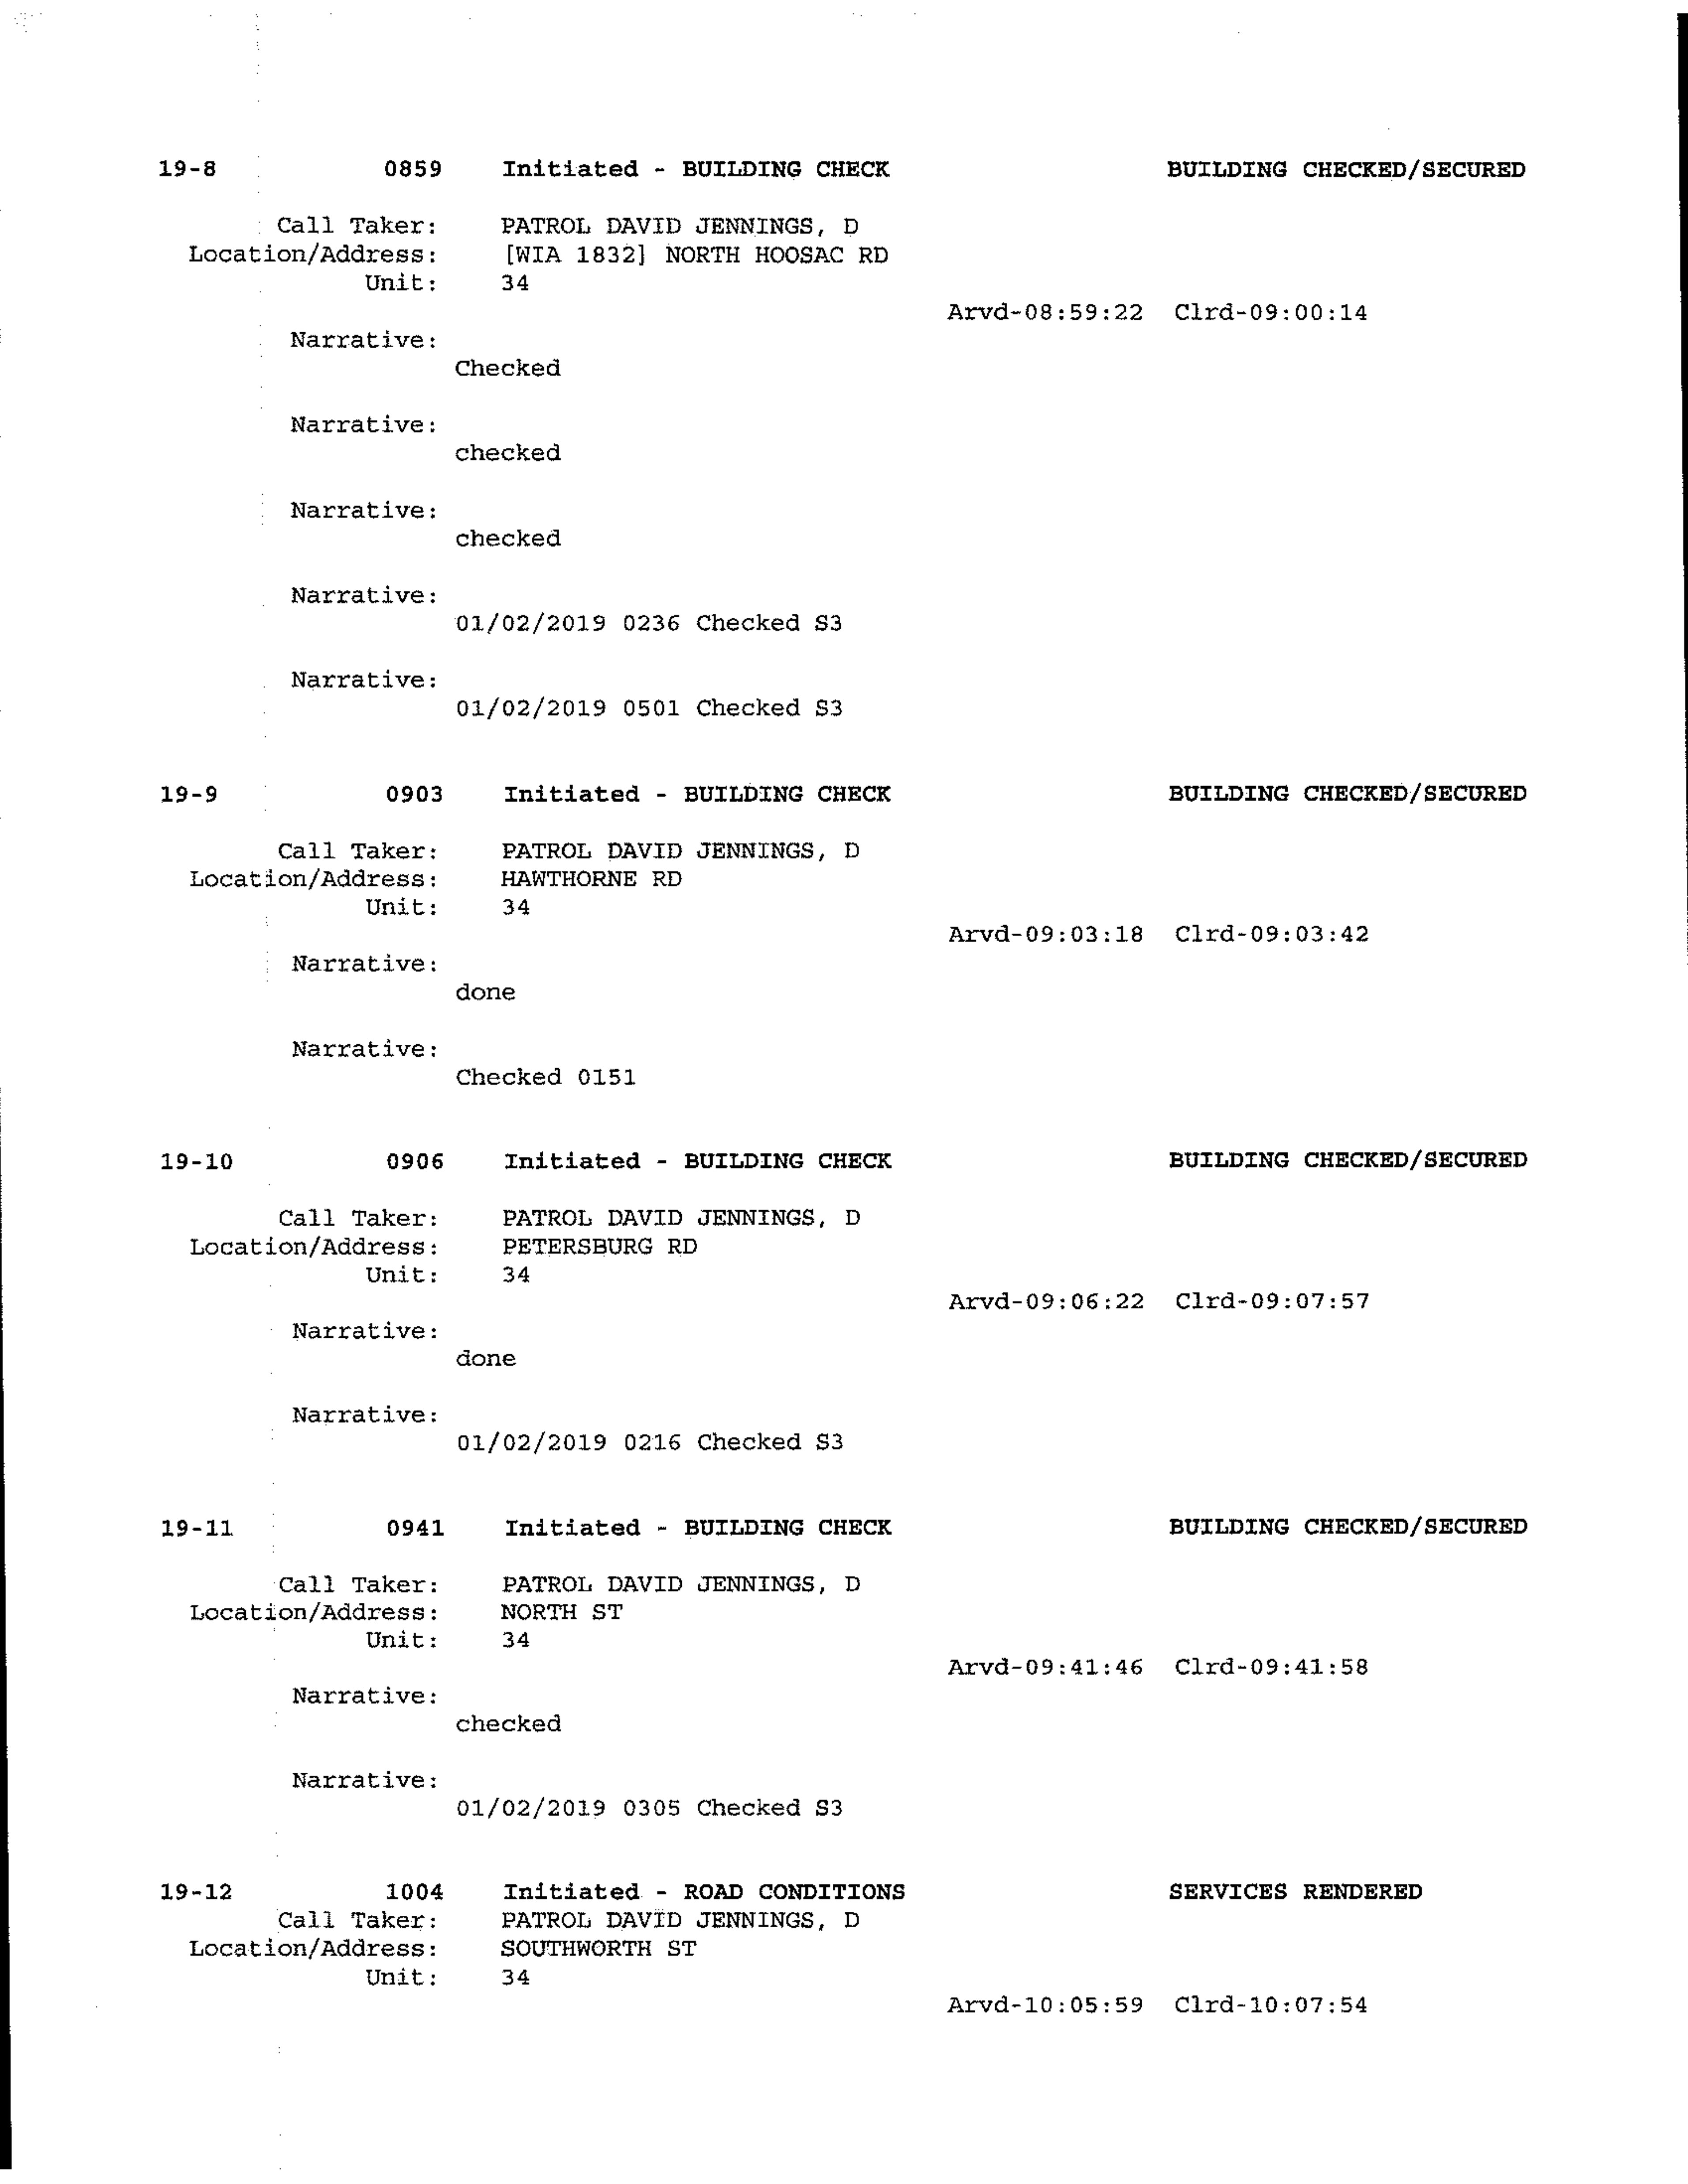 19-8 0859 Initiated - BUILDING CHECK BUILDING CHECKED/SECURED
Call Taker: PATROL DAVID JENNINGS, D
Location/Address: [WIA 1832] NORTH HOOSAC RD
Unit: 34
Arvd-08:59:22 Clrd-09:00:14
Narrative:
Checked
Narrative:
checked
Narrative:
checked
Narrative:
01/02/2019 0236 Checked S3
Narrative:
01/02/2019 0501 Checked S3
19-9 0903 Initiated - BUILDING CHECK BUILDING CHECKED/SECURED
Call Taker: PATROL DAVID JENNINGS, D
Location/Address: HAWTHORNE RD
Unit: 34
Arvd-09:03:18 Clrd-09:03:42
Narrative:
done
Narrative:
Checked 0151
19-10 0906 Initiated - BUILDING CHECK BUILDING CHECKED/SECURED
Call Taker: PATROL DAVID JENNINGS, D
Location/Address: PETERSBURG RD
Unit: 34
Arvd-09:06:22 Clrd-09:07:57
Narrative:
done
Narrative:
01/02/2019 0216 Checked S3
19-11 0941 Initiated - BUILDING CHECK BUILDING CHECKED/SECURED
Call Taker: PATROL DAVID JENNINGS, D
Location/Address: NORTH ST
Unit: 34
Arvd-09:41:46 Clrd-09:41:58
Narrative:
checked
Narrative:
01/02/2019 0305 Checked S3
19-12 1004 Initiated - ROAD CONDITIONS SERVICES RENDERED
Call Taker: PATROL DAVID JENNINGS, D
Location/Address: SOUTHWORTH ST
Unit: 34
Arvd-10:05:59 Clrd-10:07:54